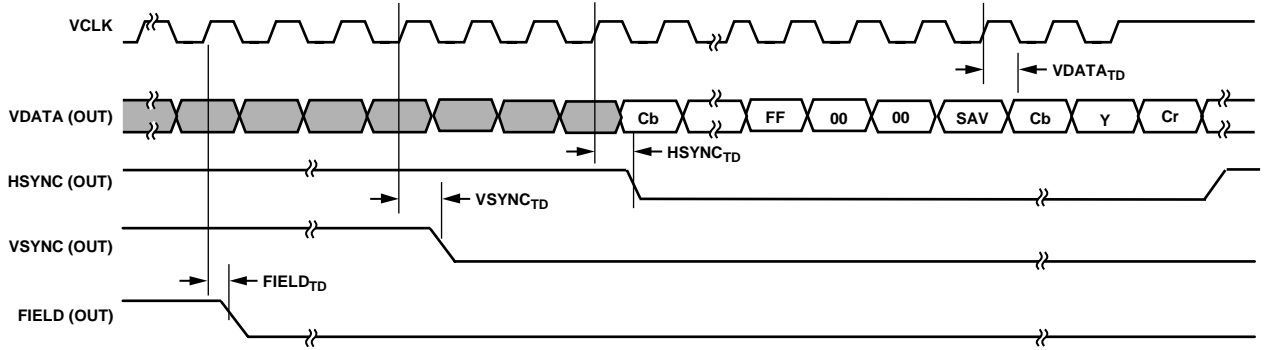 VCLK
VDATA_TD
VDATA (OUT) Cb FF 00 00 SAV Cb Y Cr
HSYNC_TD
HSYNC (OUT)
VSYNC_TD
VSYNC (OUT)
FIELD_TD
FIELD (OUT)